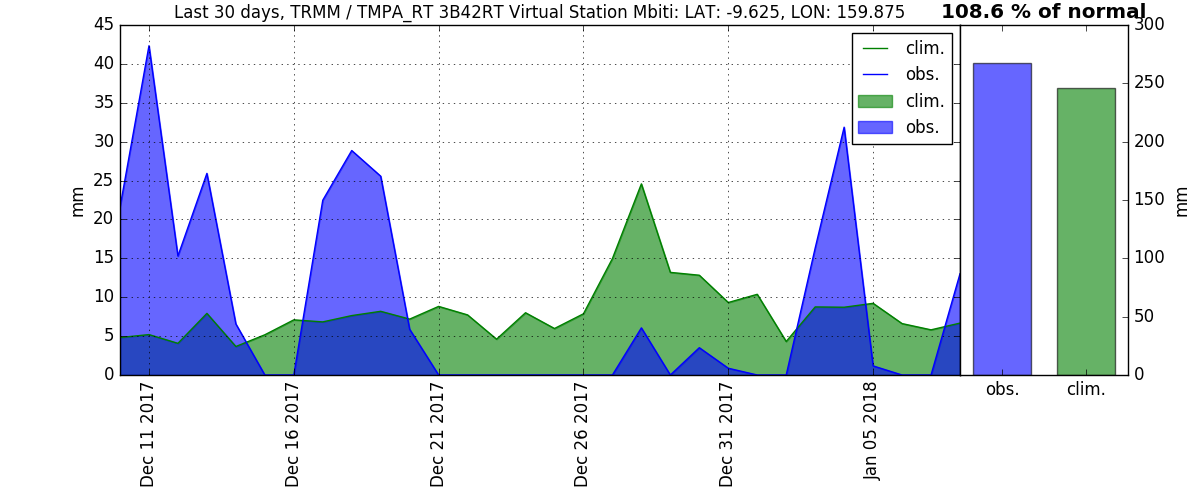 Last 30 days, TRMM / TMPA_RT 3B42RT Virtual Station Mbiti: LAT: -9.625, LON: 159.875
108.6 % of normal
45
40
35
30
25
20
15
10
5
0
mm
clim.
obs.
clim.
obs.
300
250
200
150
100
50
0
mm
Dec 11 2017
Dec 16 2017
Dec 21 2017
Dec 26 2017
Dec 31 2017
Jan 05 2018
obs.
clim.